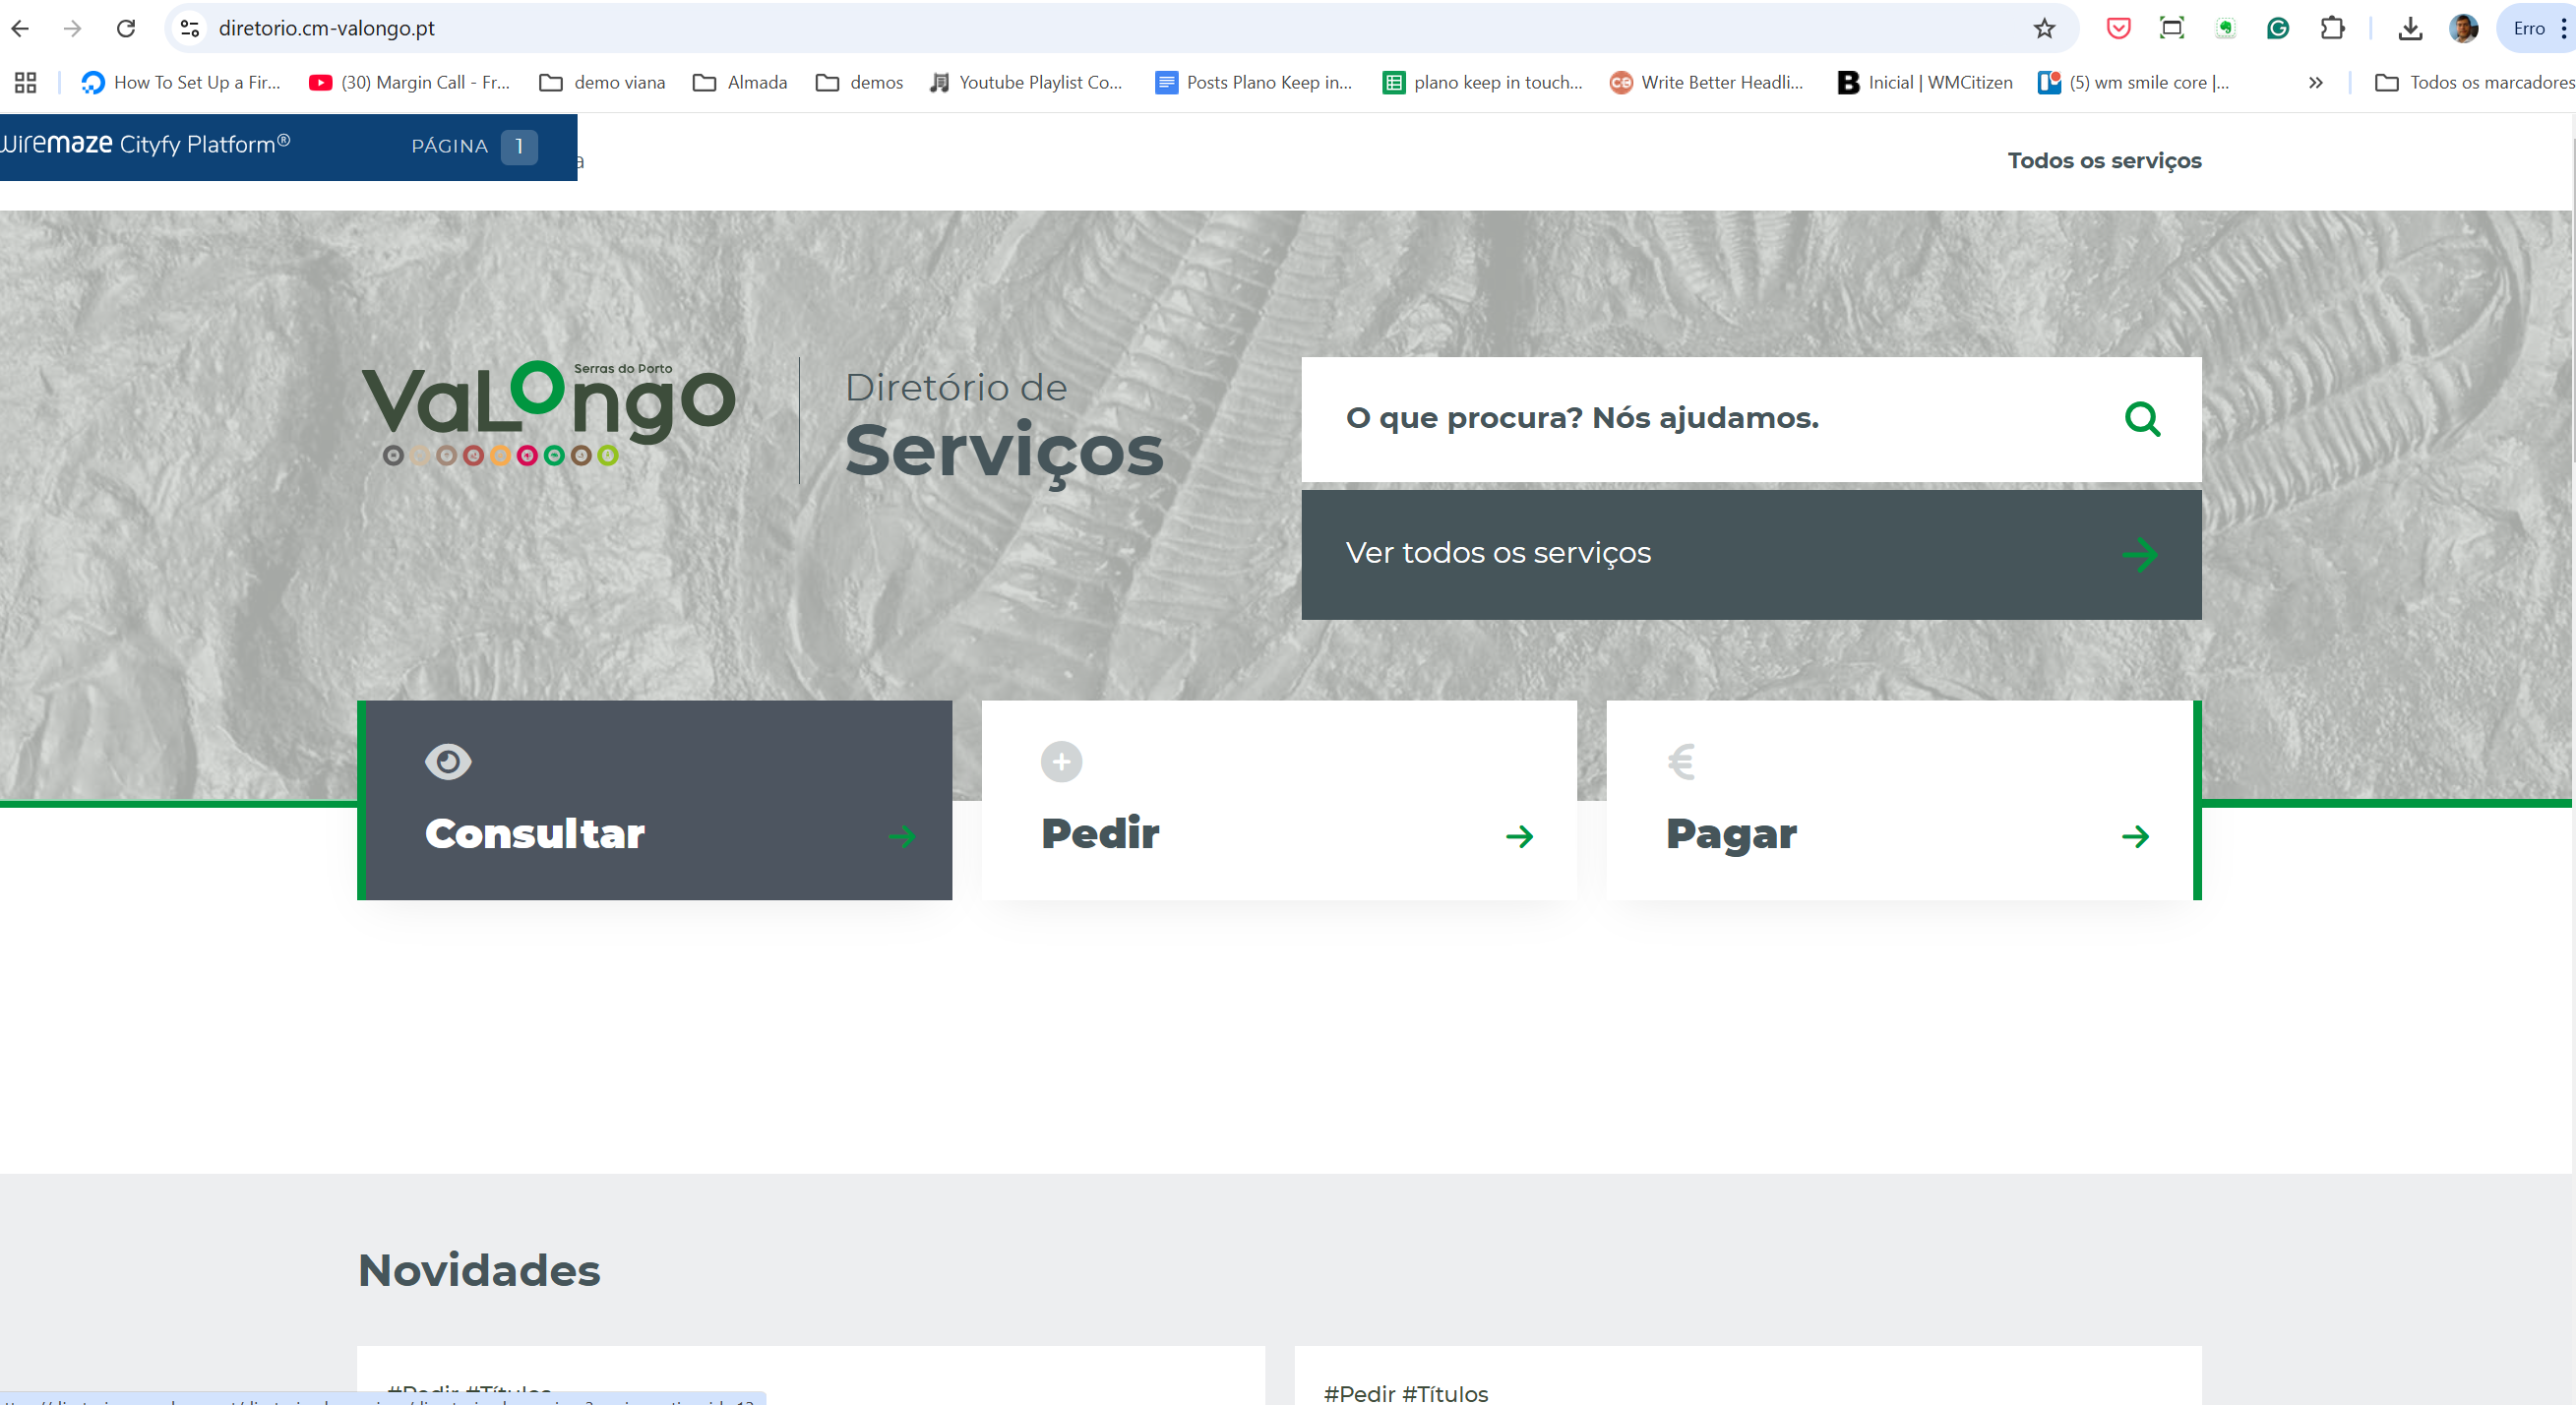 diretorio.cm-valongo.pt
Erro
How To Set Up a Fir...
(30) Margin Call - Fr...
demo viana
Almada
demos
Youtube Playlist Co...
Posts Plano Keep in...
plano keep in touch...
Write Better Headli...
Inicial | WMCitizen
(5) wm smile core |...
Todos os marcadores
wiremaze Cityfy Platform®
PÁGINA 1
Todos os serviços
Serras do Porto
Valongo
Diretório de
Serviços
O que procura? Nós ajudamos.
Ver todos os serviços
Consultar
Pedir
Pagar
Novidades
#Pedir #Títulos
#Pedir #Títulos